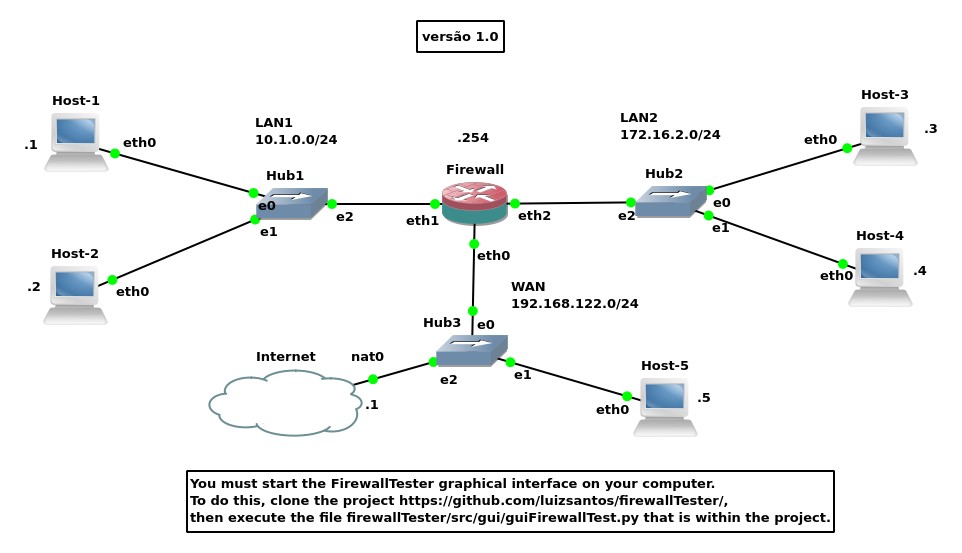 versão 1.0
Host-1
.1
eth0
LAN1
10.1.0.0/24
Hub1
e0
e1
e2
Host-2
.2
eth0
.254
Firewall
eth1
eth2
eth0
LAN2
172.16.2.0/24
Hub2
e2
e0
e1
Host-3
.3
eth0
Host-4
.4
eth0
WAN
192.168.122.0/24
Hub3
e0
e2
e1
Internet
nat0
.1
Host-5
.5
eth0
You must start the FirewallTester graphical interface on your computer.
To do this, clone the project https://github.com/luizsantos/firewallTester/,
then execute the file firewallTester/src/gui/guiFirewallTest.py that is within the project.